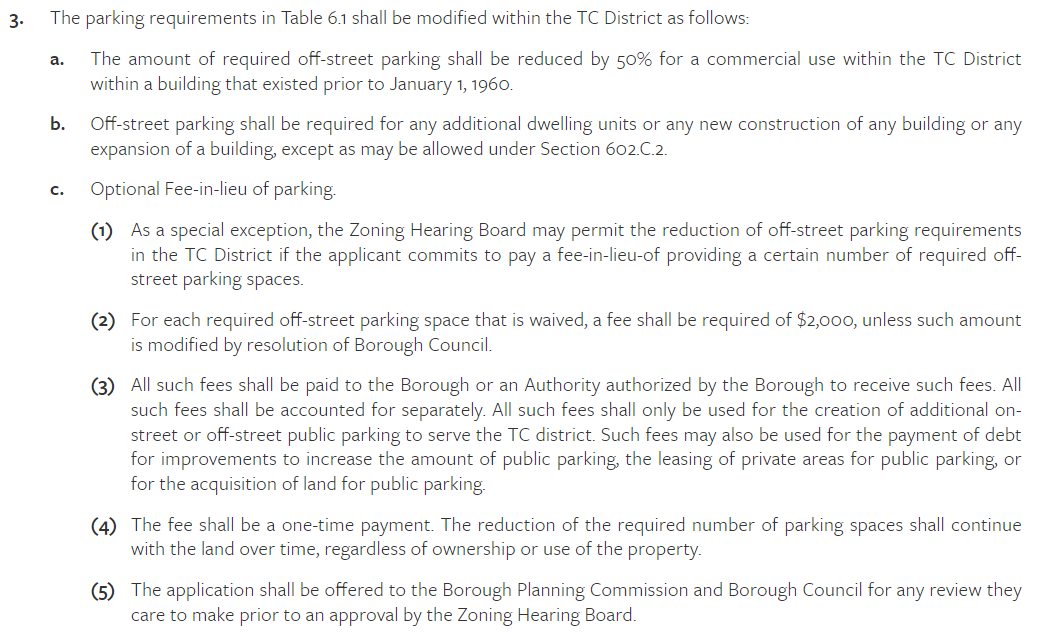 3. The parking requirements in Table 6.1 shall be modified within the TC District as follows:
a. The amount of required off-street parking shall be reduced by 50% for a commercial use within the TC District
within a building that existed prior to January 1, 1960.
b. Off-street parking shall be required for any additional dwelling units or any new construction of any building or any
expansion of a building, except as may be allowed under Section 602.C.2.
c. Optional Fee-in-lieu of parking.
(1) As a special exception, the Zoning Hearing Board may permit the reduction of off-street parking requirements
in the TC District if the applicant commits to pay a fee-in-lieu-of providing a certain number of required off-
street parking spaces.
(2) For each required off-street parking space that is waived, a fee shall be required of $2,000, unless such amount
is modified by resolution of Borough Council.
(3) All such fees shall be paid to the Borough or an Authority authorized by the Borough to receive such fees. All
such fees shall be accounted for separately. All such fees shall only be used for the creation of additional on-
street or off-street public parking to serve the TC district. Such fees may also be used for the payment of debt
for improvements to increase the amount of public parking, the leasing of private areas for public parking, or
for the acquisition of land for public parking.
(4) The fee shall be a one-time payment. The reduction of the required number of parking spaces shall continue
with the land over time, regardless of ownership or use of the property.
(5) The application shall be offered to the Borough Planning Commission and Borough Council for any review they
care to make prior to an approval by the Zoning Hearing Board.